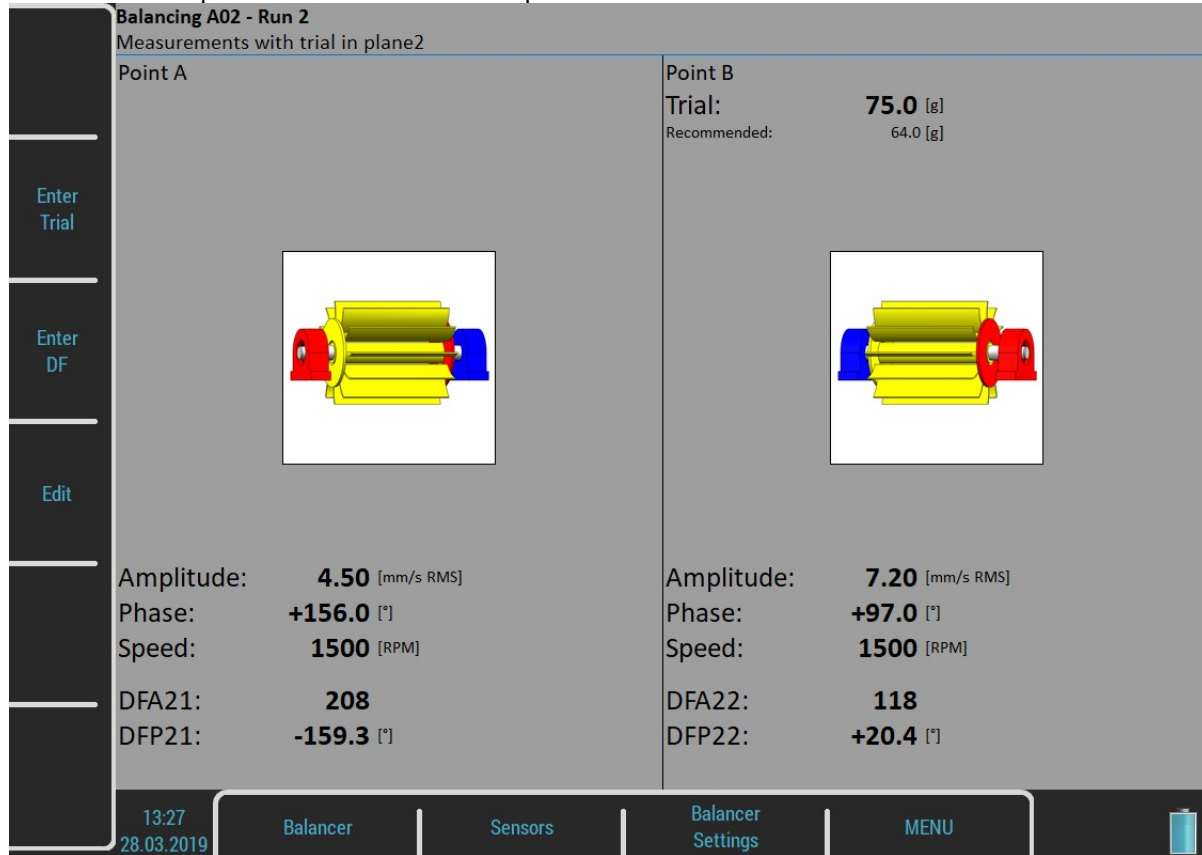 Balancing A02 - Run 2
Measurements with trial in plane2
Enter
Trial
Enter
DF
Edit
Point A
Amplitude: 4.50 [mm/s RMS]
Phase: +156.0 [°]
Speed: 1500 [RPM]
DFA21: 208
DFP21: -159.3 [°]
Point B
Trial: 75.0 [g]
Recommended: 64.0 [g]
Amplitude: 7.20 [mm/s RMS]
Phase: +97.0 [°]
Speed: 1500 [RPM]
DFA22: 118
DFP22: +20.4 [°]
13:27
28.03.2019
Balancer
Sensors
Balancer
Settings
MENU